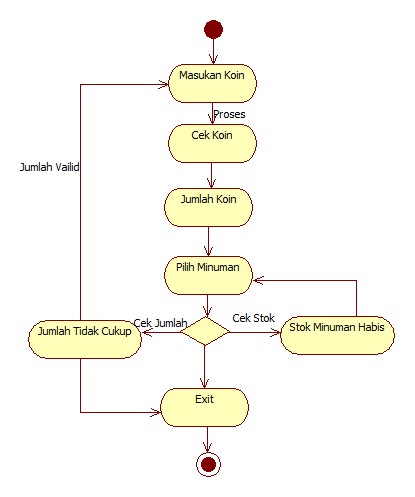 Masukan Koin
Proses
Cek Koin
Jumlah Vailid
Jumlah Koin
Pilih Minuman
Cek Jumlah
Cek Stok
Jumlah Tidak Cukup
Stok Minuman Habis
Exit